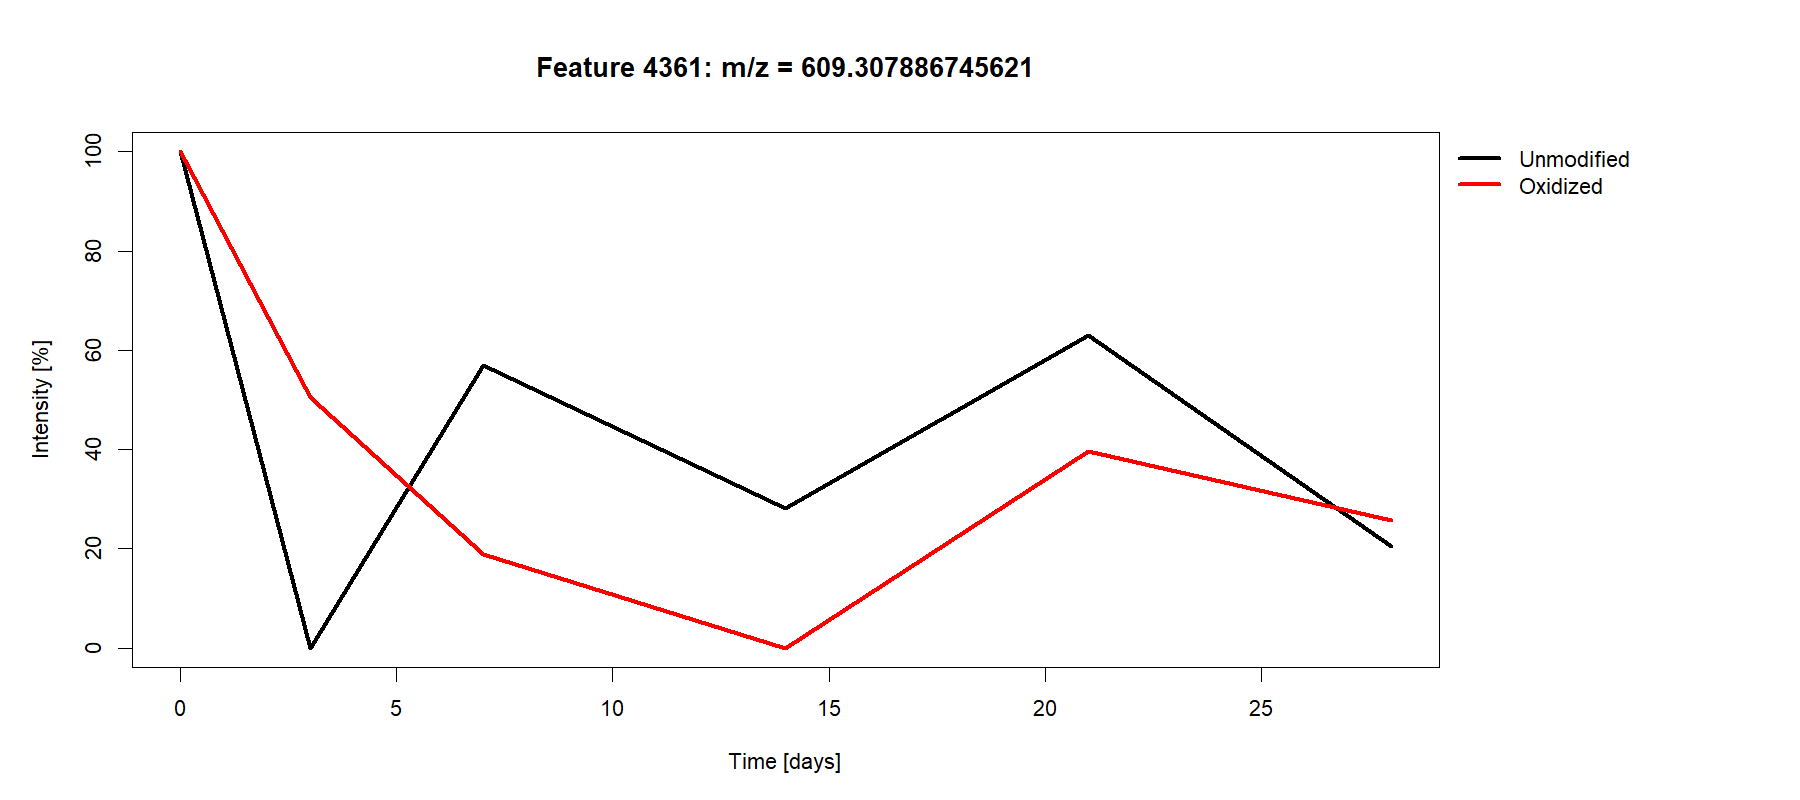 Feature 4361: m/z = 609.307886745621
Unmodified
Oxidized
Intensity [%]
100
80
60
40
20
0
0 5 10 15 20 25
Time [days]